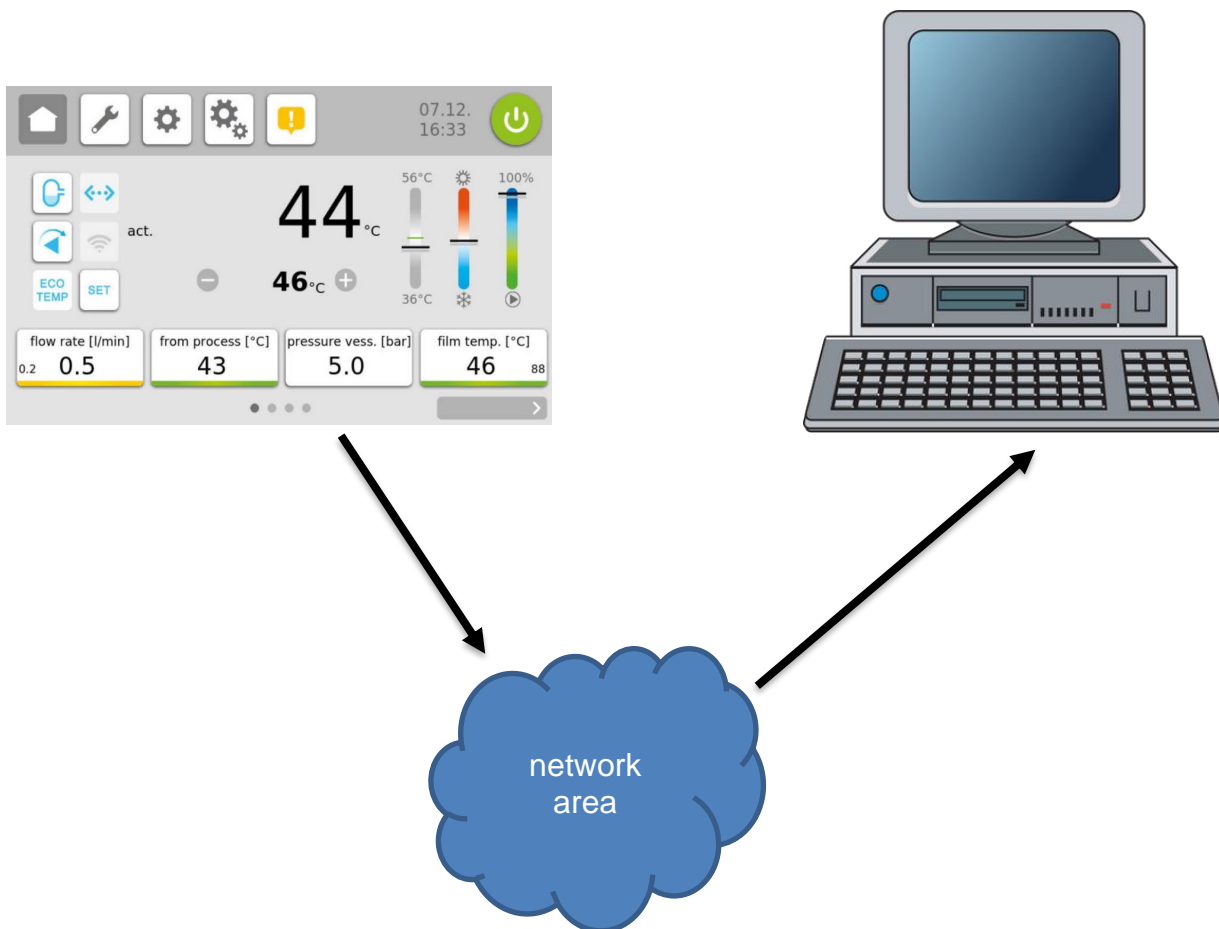 07.12.
16:33
56°C
100%
act.
44°C
ECO
TEMP
SET
46°C
36°C
flow rate [l/min]
0.2 0.5
from process [°C]
43
pressure vess. [bar]
5.0
film temp. [°C]
46 88
network
area